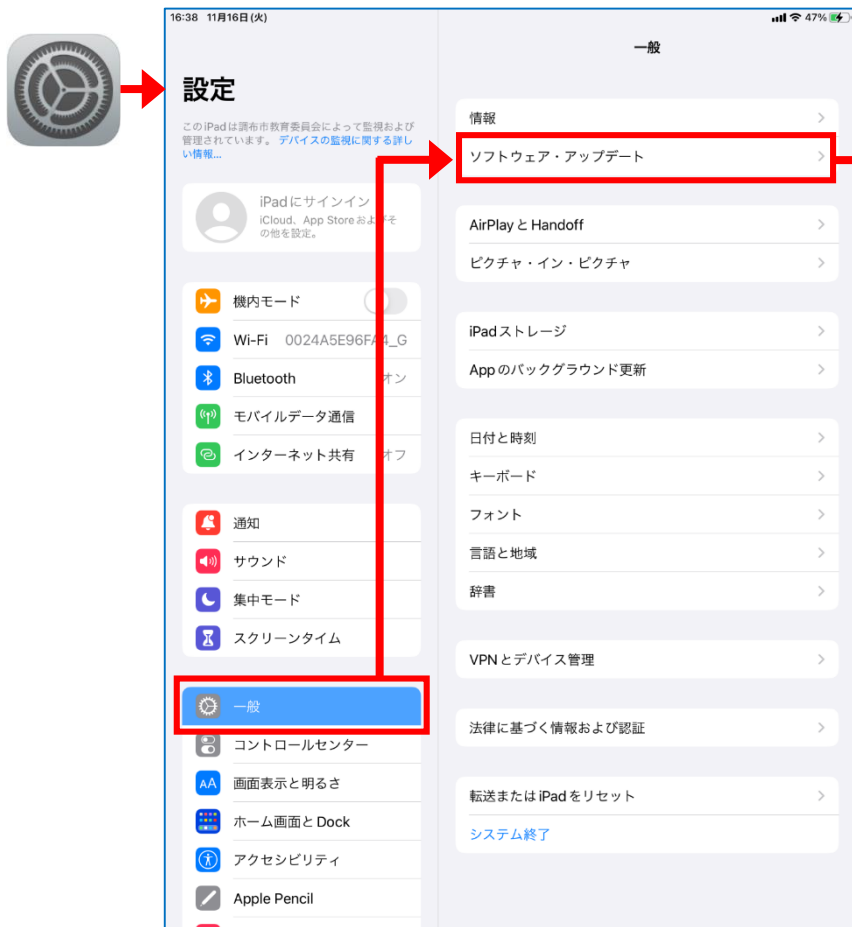 16:38 11月16日(火)
47%
設定
このiPadは調布市教育委員会によって監視および
管理されています。デバイスの監視に関する詳し
い情報...
iPadにサインイン
iCloud、App Storeおよびそ
の他を設定。
機内モード
Wi-Fi 0024A5E96FA4_G
Bluetooth オン
モバイルデータ通信
インターネット共有 オフ
通知
サウンド
集中モード
スクリーンタイム
一般
コントロールセンター
AA 画面表示と明るさ
ホーム画面とDock
アクセシビリティ
Apple Pencil
一般
情報
ソフトウェア・アップデート
AirPlayとHandoff
ピクチャ・イン・ピクチャ
iPadストレージ
Appのバックグラウンド更新
日付と時刻
キーボード
フォント
言語と地域
辞書
VPNとデバイス管理
法律に基づく情報および認証
転送またはiPadをリセット
システム終了